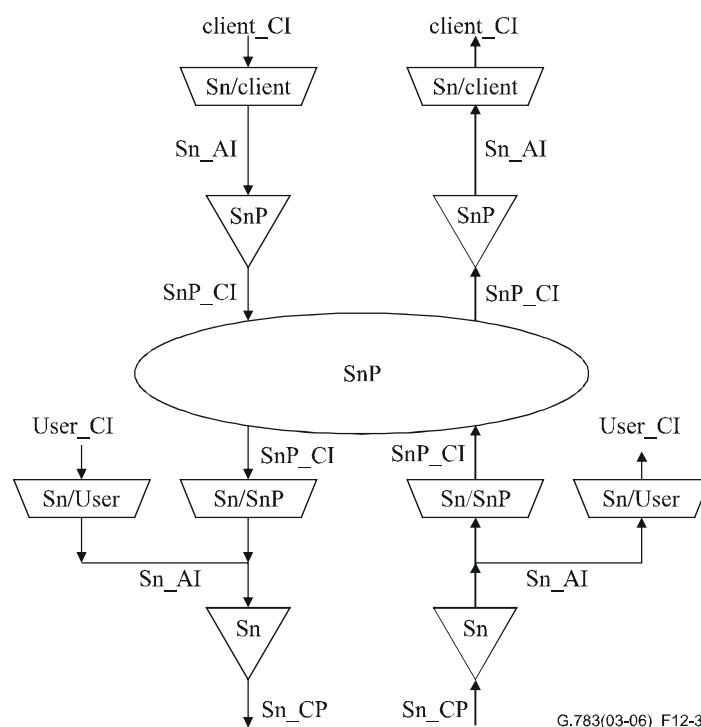 client_CI client_CI
Sn/client Sn/client
Sn_AI Sn_AI
SnP SnP
SnP_CI SnP_CI
SnP
User_CI User_CI
SnP_CI SnP_CI
Sn/User Sn/SnP Sn/SnP Sn/User
Sn_AI Sn_AI
Sn Sn
Sn_CP Sn_CP
G.783(03-06)_F12-3